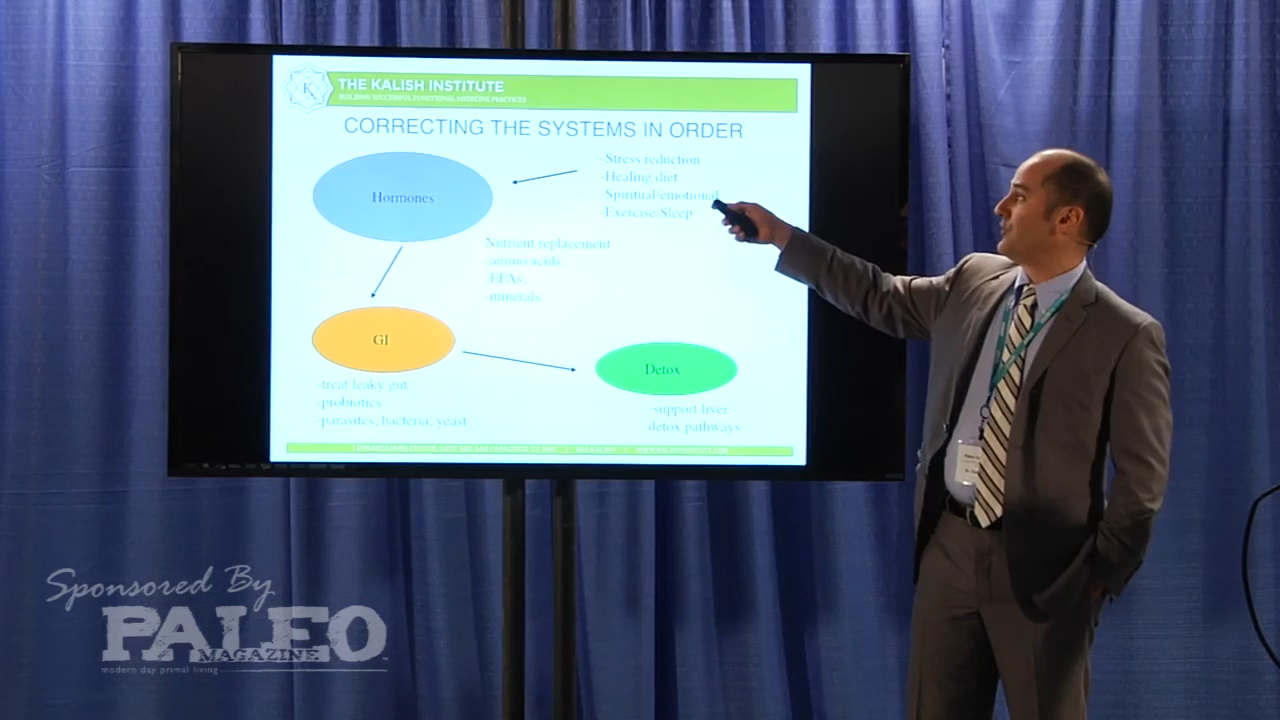 THE KALISH INSTITUTE
BUILDING SUCCESSFUL FUNCTIONAL MEDICINE PRACTICES
CORRECTING THE SYSTEMS IN ORDER
-Stress reduction
-Healing diet
-Spiritual/emotional
-Exercise/Sleep
Hormones
Nutrient replacement
-amino acids
-EFAs,
-minerals
GI
-treat leaky gut
-probiotics
-parasites, bacteria, yeast
Detox
-support liver
detox pathways
Sponsored By
PALEO
MAGAZINE
modern day primal living